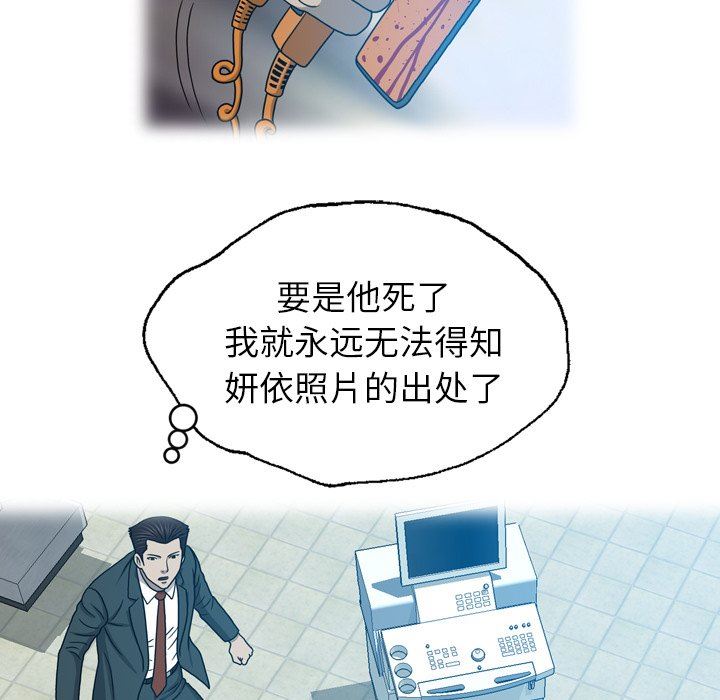 要是他死了
我就永远无法得知
妍依照片的出处了